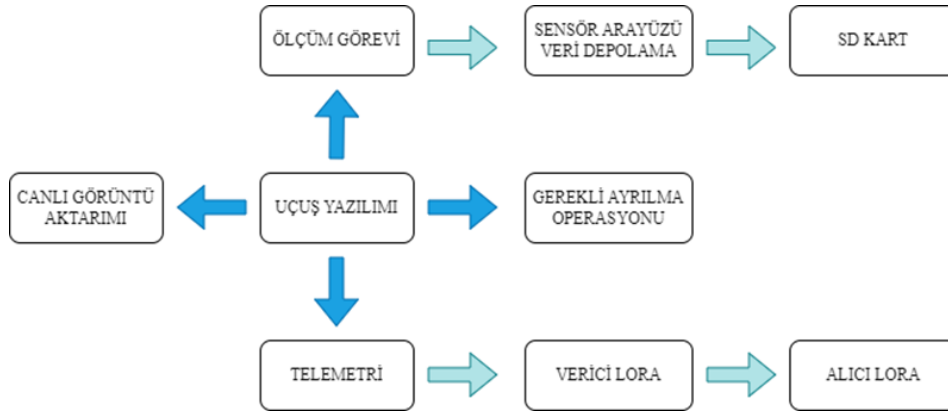 ÖLÇÜM GÖREVİ
SENSÖR ARAYÜZÜ
VERİ DEPOLAMA
SD KART
CANLI GÖRÜNTÜ
AKTARIMI
UÇUŞ YAZILIMI
GEREKLİ AYRILMA
OPERASYONU
TELEMETRİ
VERİCİ LORA
ALICI LORA